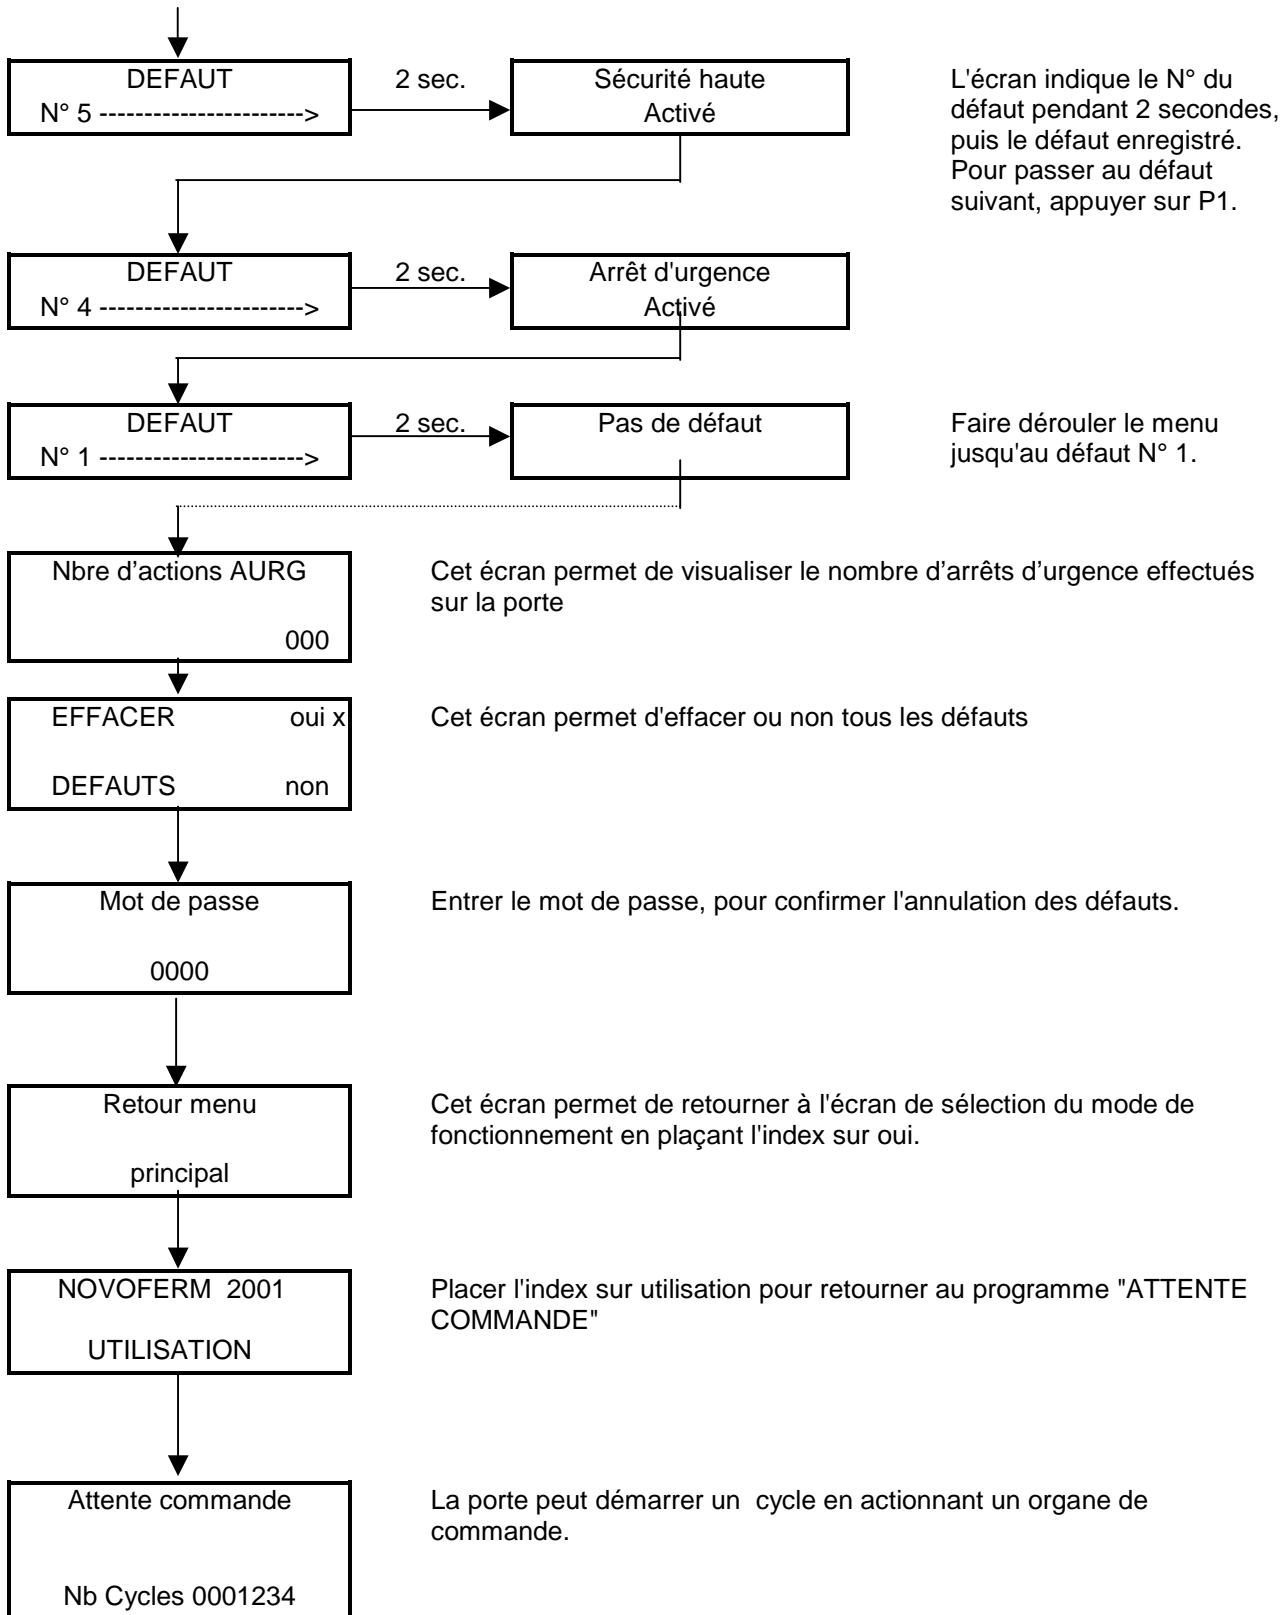 DEFAUT
N° 5 ----------------------->
2 sec.
Sécurité haute
Activé
L'écran indique le N° du
défaut pendant 2 secondes,
puis le défaut enregistré.
Pour passer au défaut
suivant, appuyer sur P1.
DEFAUT
N° 4 ----------------------->
2 sec.
Arrêt d'urgence
Activé
DEFAUT
N° 1 ----------------------->
2 sec.
Pas de défaut
Faire dérouler le menu
jusqu'au défaut N° 1.
Nbre d’actions AURG
000
Cet écran permet de visualiser le nombre d’arrêts d’urgence effectués
sur la porte
EFFACER oui x
DEFAUTS non
Cet écran permet d'effacer ou non tous les défauts
Mot de passe
0000
Entrer le mot de passe, pour confirmer l'annulation des défauts.
Retour menu
principal
Cet écran permet de retourner à l'écran de sélection du mode de
fonctionnement en plaçant l'index sur oui.
NOVOFERM 2001
UTILISATION
Placer l'index sur utilisation pour retourner au programme "ATTENTE
COMMANDE"
Attente commande
Nb Cycles 0001234
La porte peut démarrer un cycle en actionnant un organe de
commande.